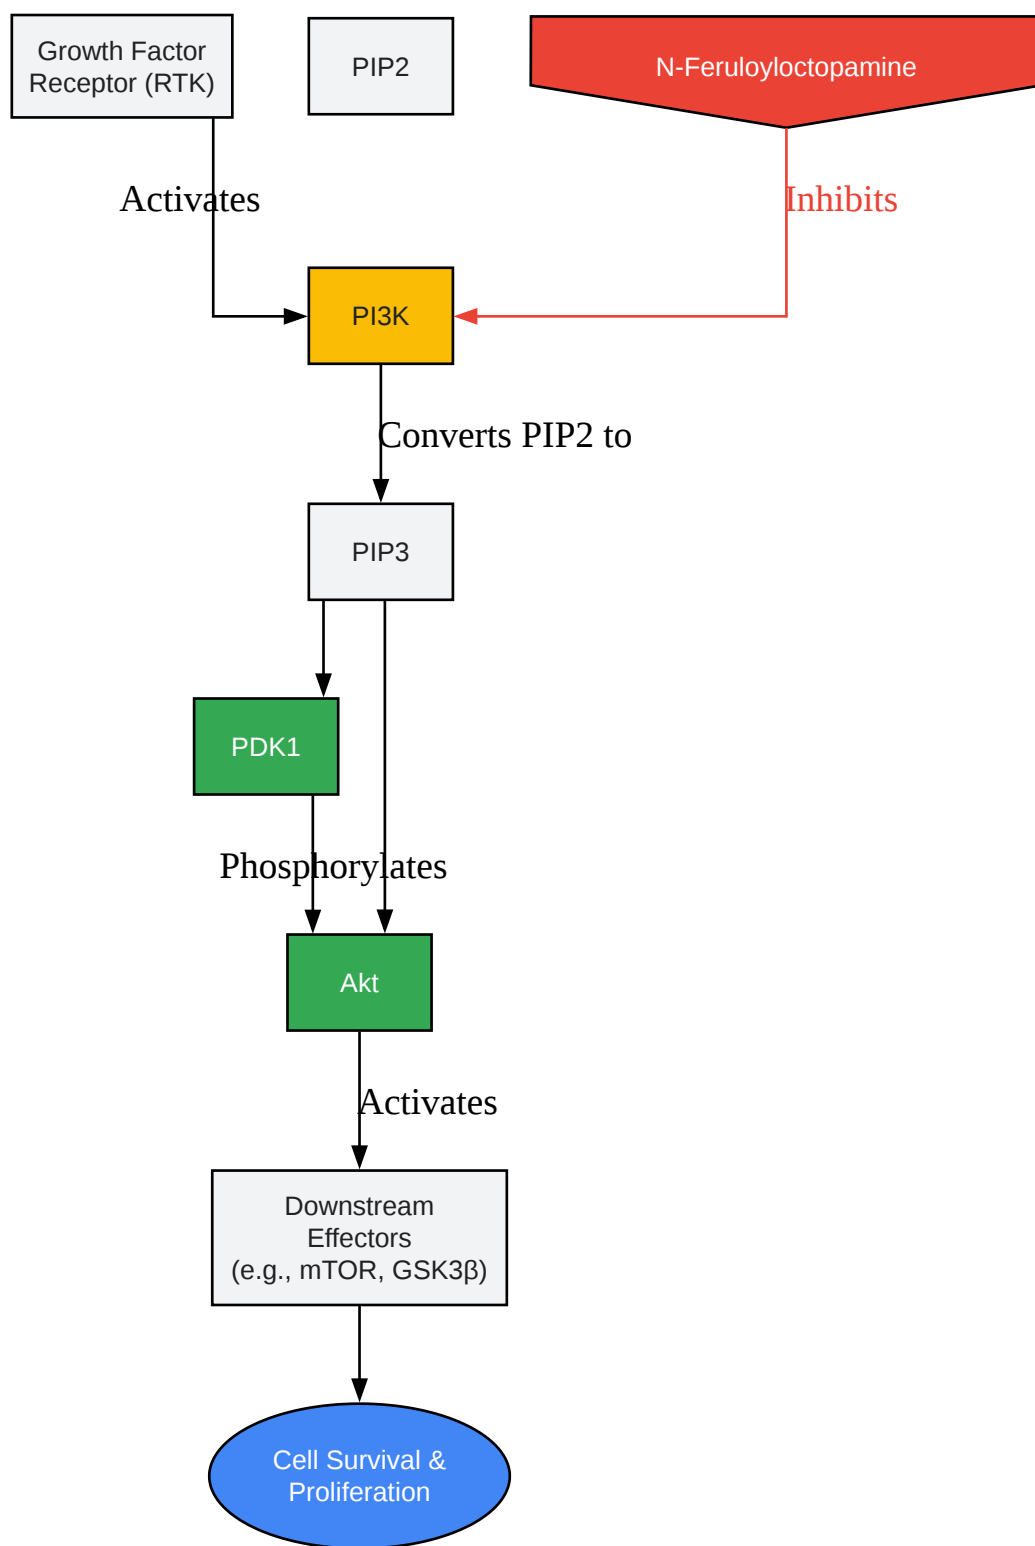 Growth Factor
Receptor (RTK)
PIP2
N-Feruloyloctopamine
Activates
Inhibits
PI3K
Converts PIP2 to
PIP3
PDK1
Phosphorylates
Akt
Activates
Downstream
Effectors
(e.g., mTOR, GSK3β)
Cell Survival &
Proliferation